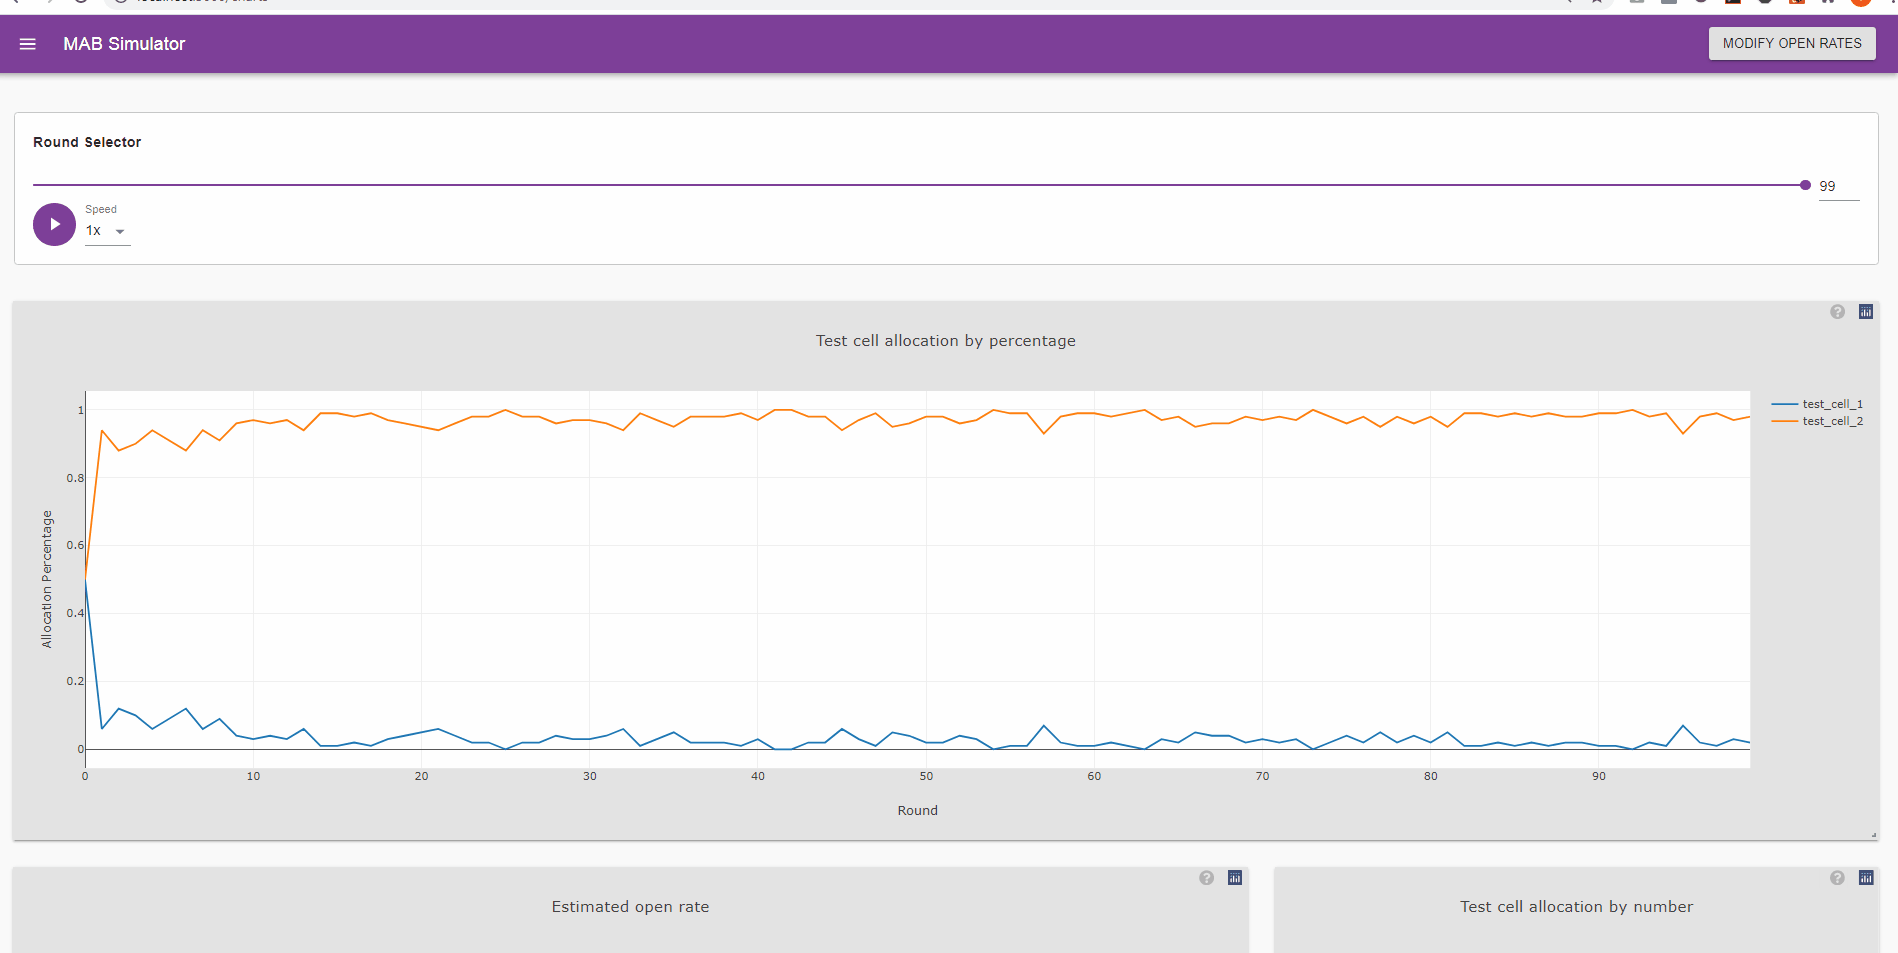 MAB Simulator
MODIFY OPEN RATES
Round Selector
99
Speed
1x
Test cell allocation by percentage
test_cell_1
test_cell_2
1
0.8
0.6
0.4
0.2
0
Allocation Percentage
0 10 20 30 40 50 60 70 80 90
Round
Estimated open rate
Test cell allocation by number